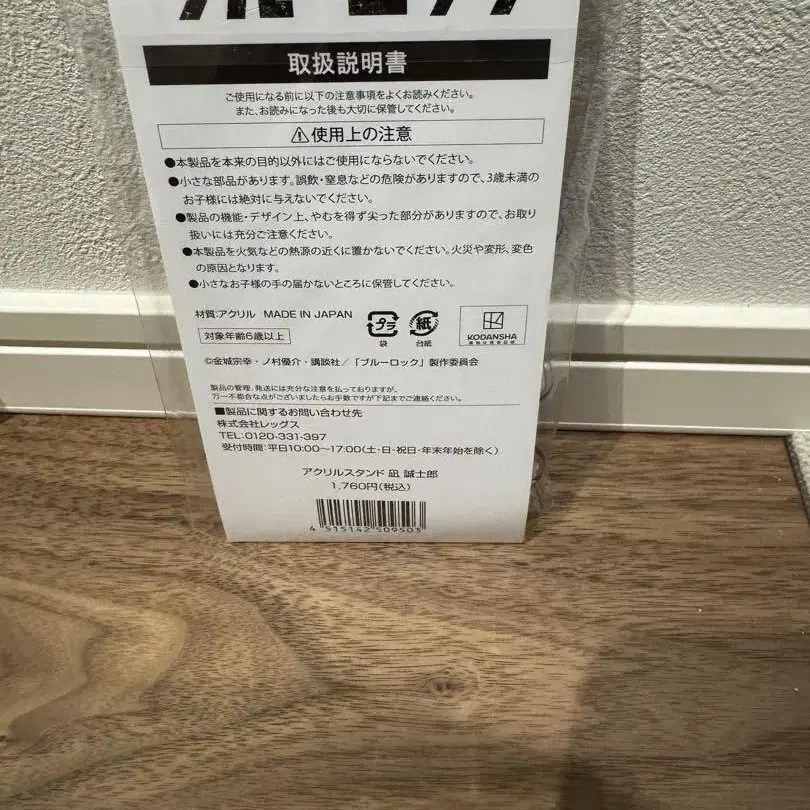 取扱説明書
ご使用になる前に以下の注意事項をよくお読みください。
また、お読みになった後も大切に保管してください。
⚠使用上の注意
●本製品を本来の目的以外にはご使用にならないでください。
●小さな部品があります。誤飲・窒息などの危険がありますので、3歳未満の
お子様には絶対に与えないでください。
●製品の機能・デザイン上、やむを得ず尖った部分がありますので、お取り
扱いには充分ご注意ください。
●本製品を火気などの熱源の近くに置かないでください。火災や変形、変色
の原因となります。
●小さなお子様の手の届かないところに保管してください。
材質:アクリル MADE IN JAPAN
プラ
袋
紙
台紙
KODANSHA
対象年齢6歳以上
©金城宗幸・ノ村優介・講談社/「ブルーロック」製作委員会
製品の管理、発送には充分な注意を払っておりますが、
万一不都合な点がございましたらお手数ですが下記までご連絡ください。
■製品に関するお問い合わせ先
株式会社レッグス
TEL:0120-331-397
受付時間:平日10:00〜17:00(土・日・祝日・年末年始を除く)
アクリルスタンド 凪 誠士郎
1,760円(税込)
4 515142 509503